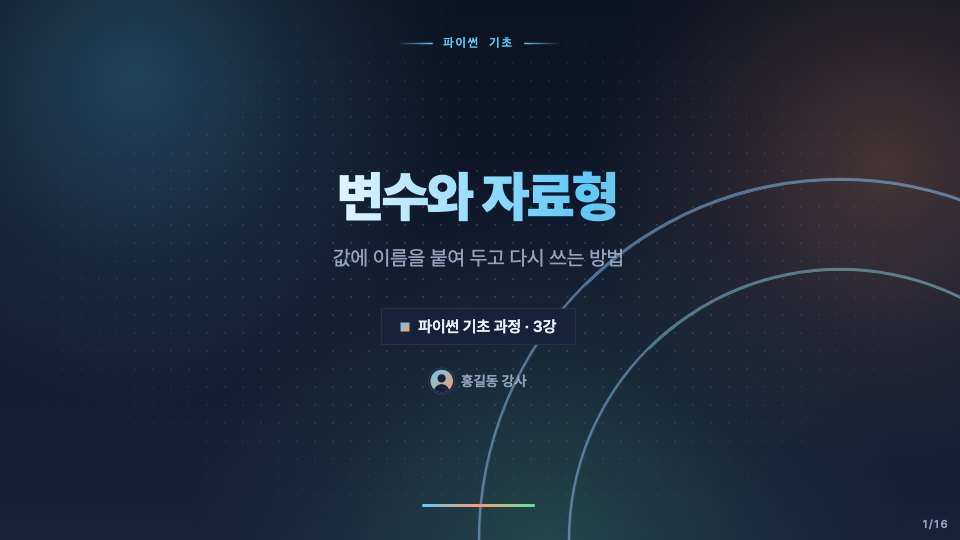 파이썬 기초
변수와 자료형
값에 이름을 붙여 두고 다시 쓰는 방법
파이썬 기초 과정 · 3강
홍길동 강사
1/16